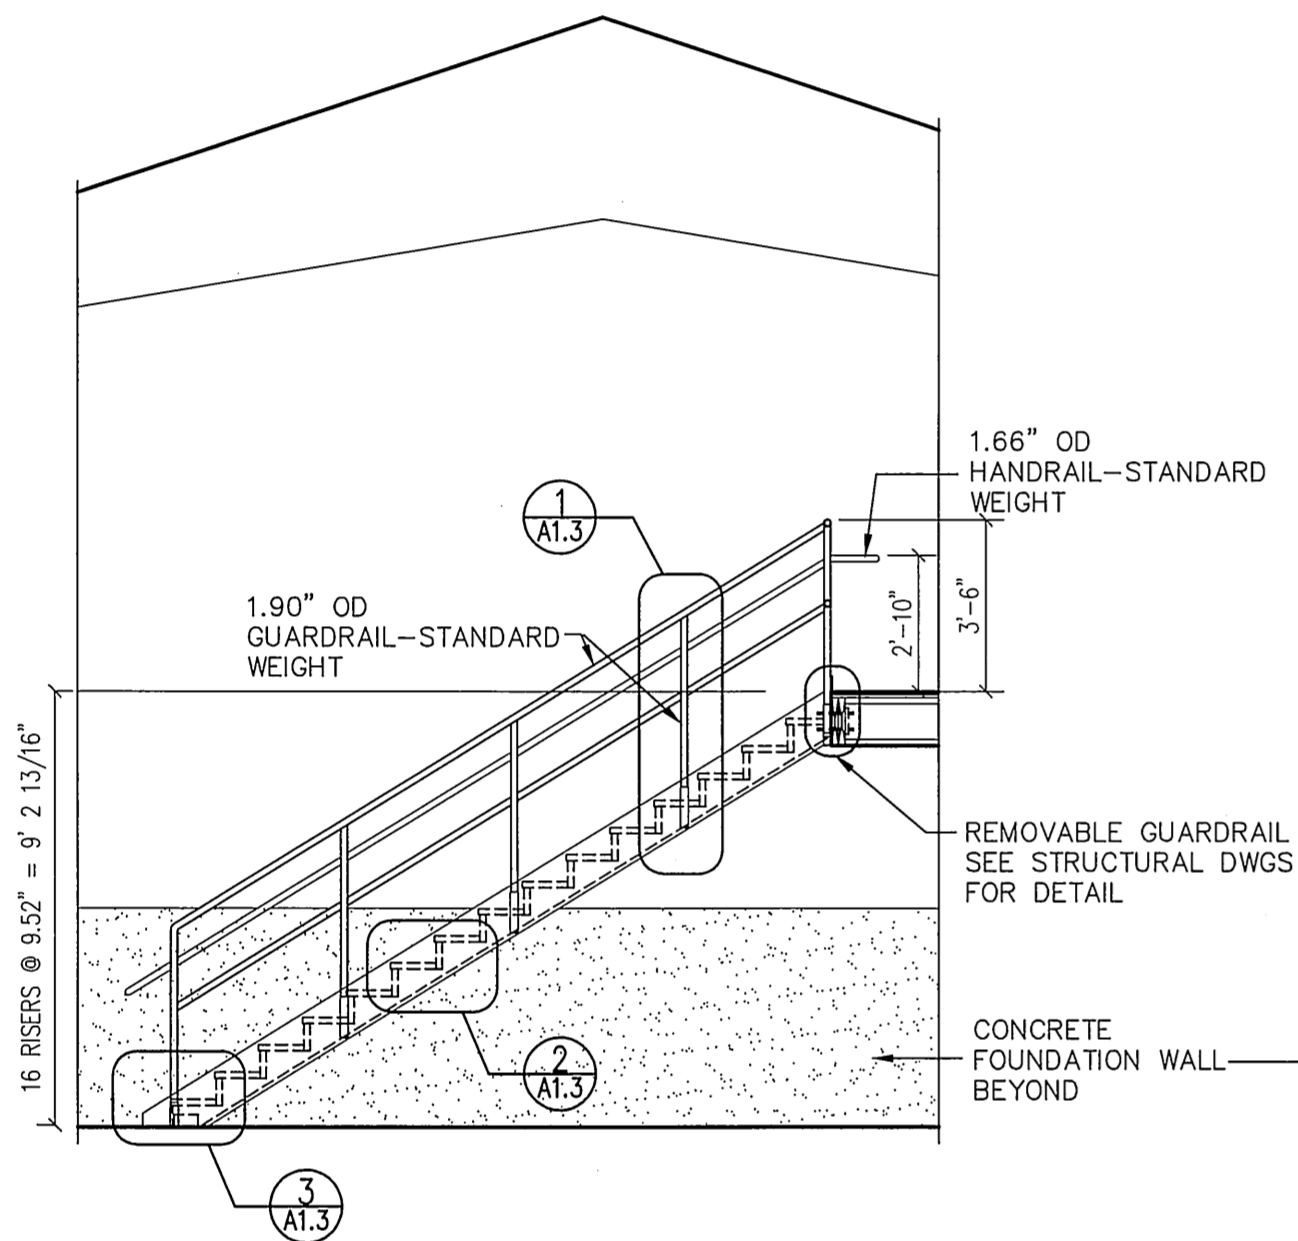 1.66" OD
HANDRAIL-STANDARD
WEIGHT
1
A1.3
1.90" OD
GUARDRAIL-STANDARD
WEIGHT
2'-10"
3'-6"
16 RISERS @ 9.52" = 9' 2 13/16"
REMOVABLE GUARDRAIL
SEE STRUCTURAL DWGS
FOR DETAIL
CONCRETE
FOUNDATION WALL
BEYOND
2
A1.3
3
A1.3